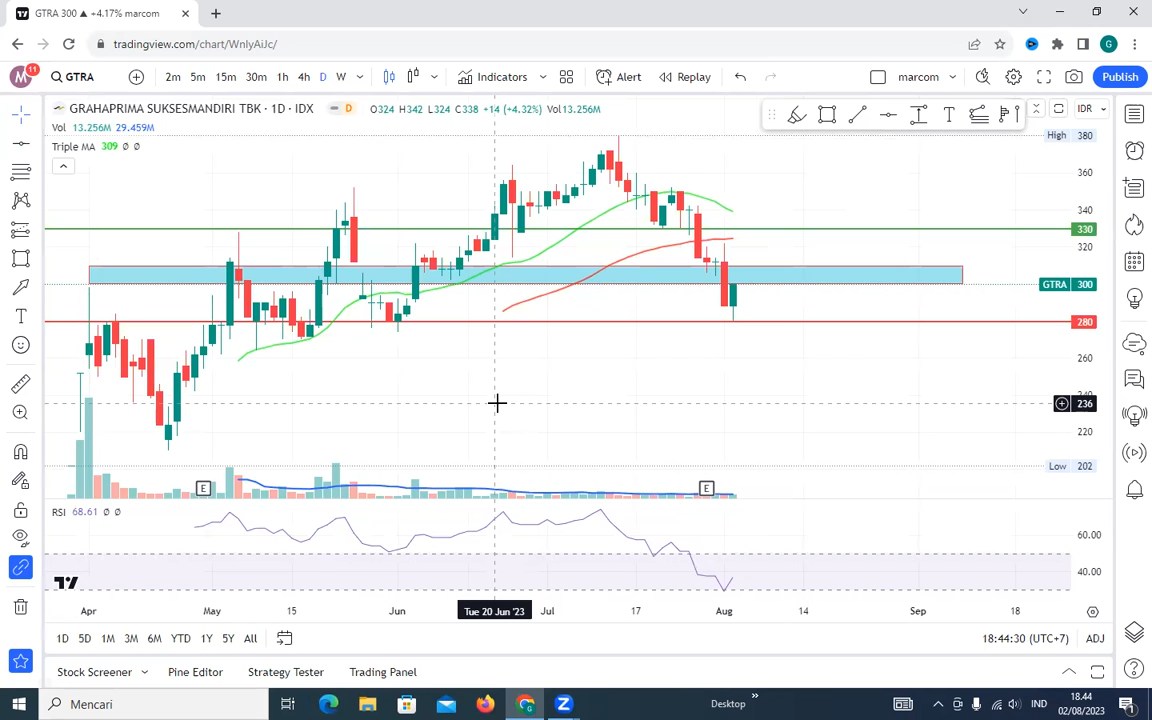 GTRA 300 ▲ +4.17% marcom
tradingview.com/chart/WnlyAiJc/
G
M 11 GTRA 2m 5m 15m 30m 1h 4h D W Indicators Alert Replay marcom Publish
GRAHAPRIMA SUKSESMANDIRI TBK · 1D · IDX D O324 H342 L324 C338 +14 (+4.32%) Vol13.256M
IDR
Vol 13.256M 29.459M
Triple MA 309 Ø Ø
High 380
360
340
330
320
GTRA 300
280
260
240
236
220
Low 202
E E
RSI 68.61 Ø Ø
60.00
40.00
Apr May 15 Jun Tue 20 Jun '23 Jul 17 Aug 14 Sep 18
1D 5D 1M 3M 6M YTD 1Y 5Y All 18:44:30 (UTC+7) ADJ
Stock Screener Pine Editor Strategy Tester Trading Panel
Mencari Desktop IND
18.44
02/08/2023
1